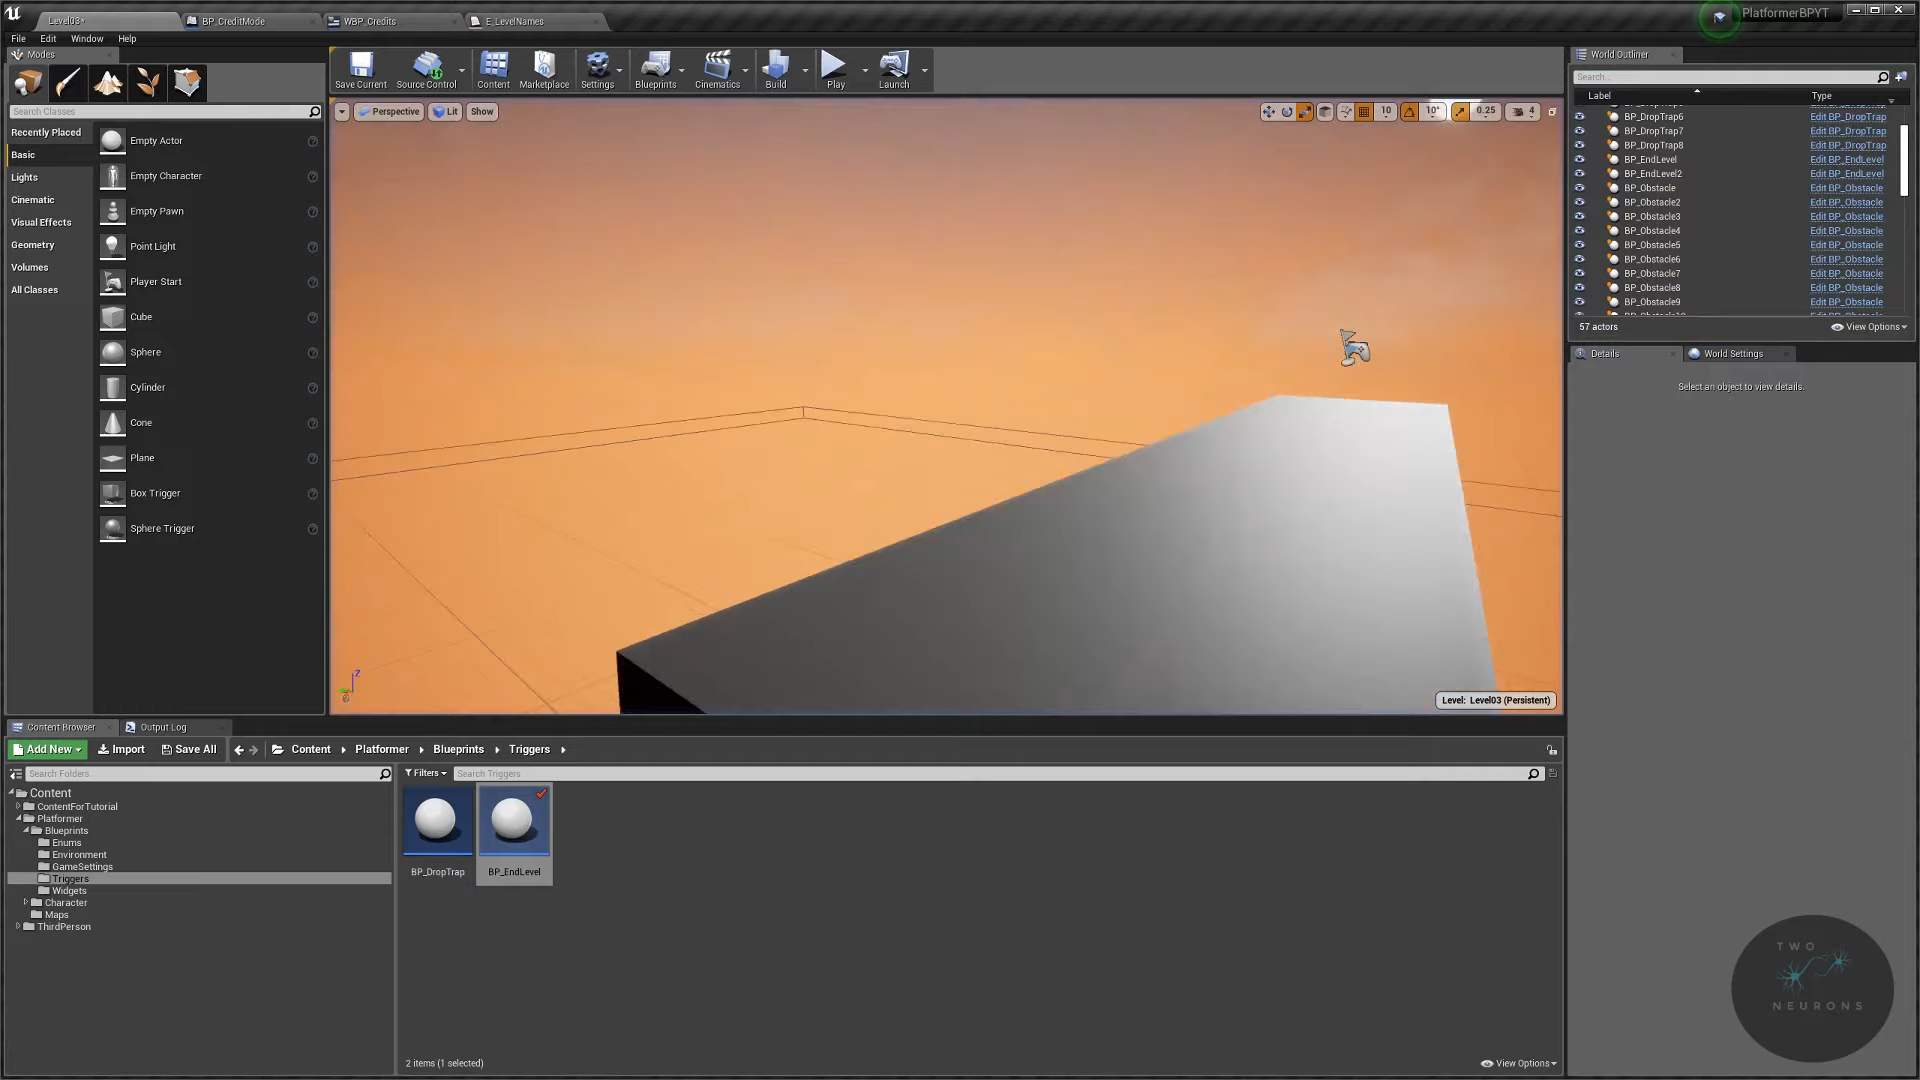 Level03*
BP_CreditMode
WBP_Credits
E_LevelNames
PlatformerBPYT
File
Edit
Window
Help
Modes
Search Classes
Recently Placed
Basic
Lights
Cinematic
Visual Effects
Geometry
Volumes
All Classes
Empty Actor
Empty Character
Empty Pawn
Point Light
Player Start
Cube
Sphere
Cylinder
Cone
Plane
Box Trigger
Sphere Trigger
Save Current
Source Control
Content
Marketplace
Settings
Blueprints
Cinematics
Build
Play
Launch
Perspective
Lit
Show
10
10°
0.25
4
Z
Level: Level03 (Persistent)
World Outliner
Search...
Label
Type
BP_DropTrap6 Edit BP_DropTrap
BP_DropTrap7 Edit BP_DropTrap
BP_DropTrap8 Edit BP_DropTrap
BP_EndLevel Edit BP_EndLevel
BP_EndLevel2 Edit BP_EndLevel
BP_Obstacle Edit BP_Obstacle
BP_Obstacle2 Edit BP_Obstacle
BP_Obstacle3 Edit BP_Obstacle
BP_Obstacle4 Edit BP_Obstacle
BP_Obstacle5 Edit BP_Obstacle
BP_Obstacle6 Edit BP_Obstacle
BP_Obstacle7 Edit BP_Obstacle
BP_Obstacle8 Edit BP_Obstacle
BP_Obstacle9 Edit BP_Obstacle
57 actors
View Options
Details
World Settings
Select an object to view details.
Content Browser
Output Log
Add New
Import
Save All
Content
Platformer
Blueprints
Triggers
Search Folders
Filters
Search Triggers
Content
ContentForTutorial
Platformer
Blueprints
Enums
Environment
GameSettings
Triggers
Widgets
Character
Maps
ThirdPerson
BP_DropTrap
BP_EndLevel
2 items (1 selected)
View Options
TWO
NEURONS